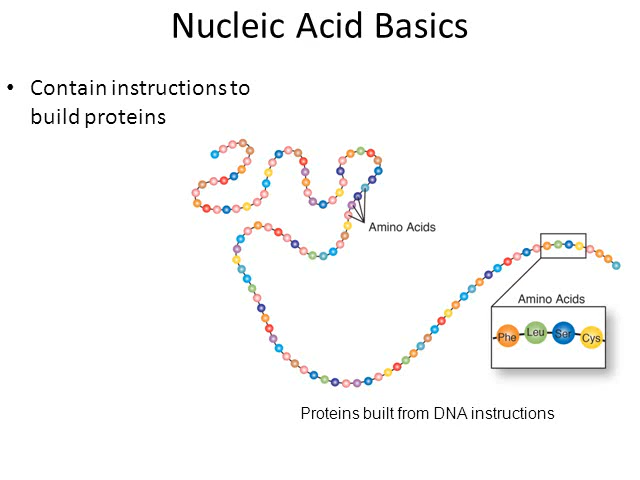 Nucleic Acid Basics
• Contain instructions to
build proteins
Amino Acids
Amino Acids
Phe Leu Ser Cys
Proteins built from DNA instructions